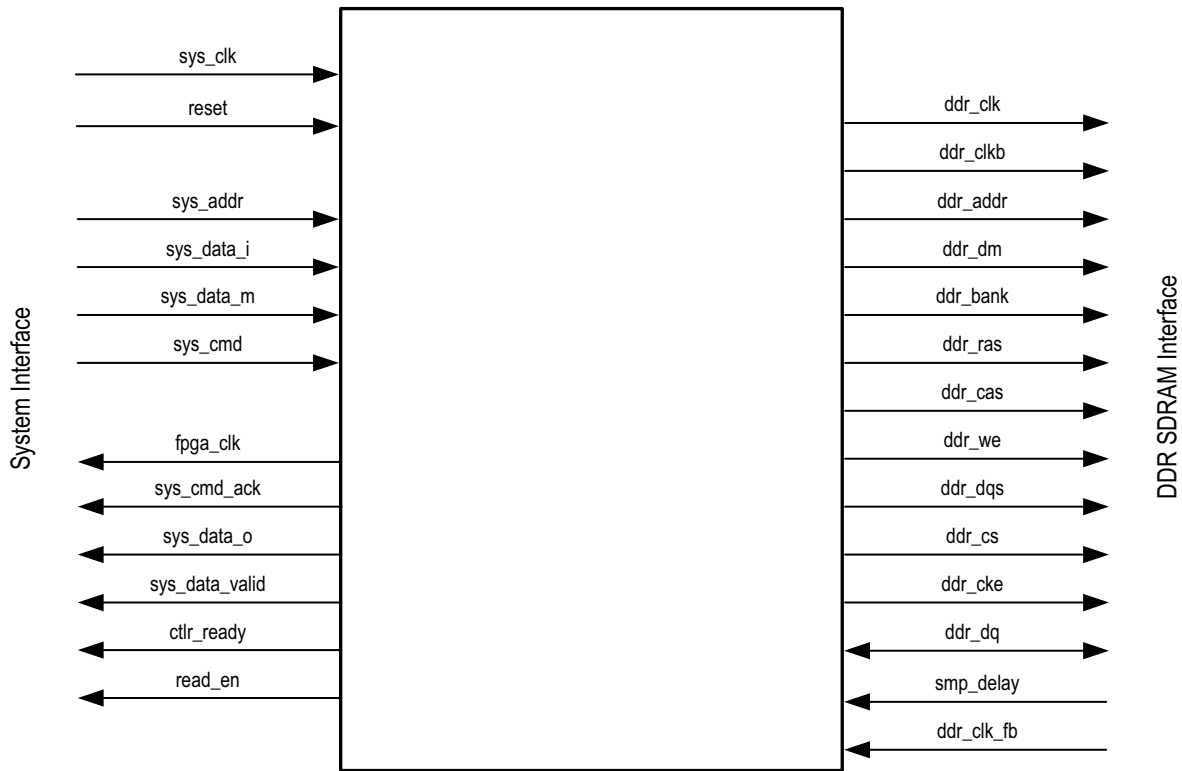 System Interface
sys_clk
reset
sys_addr
sys_data_i
sys_data_m
sys_cmd
fpga_clk
sys_cmd_ack
sys_data_o
sys_data_valid
ctlr_ready
read_en
ddr_clk
ddr_clkb
ddr_addr
ddr_dm
ddr_bank
ddr_ras
ddr_cas
ddr_we
ddr_dqs
ddr_cs
ddr_cke
ddr_dq
smp_delay
ddr_clk_fb
DDR SDRAM Interface